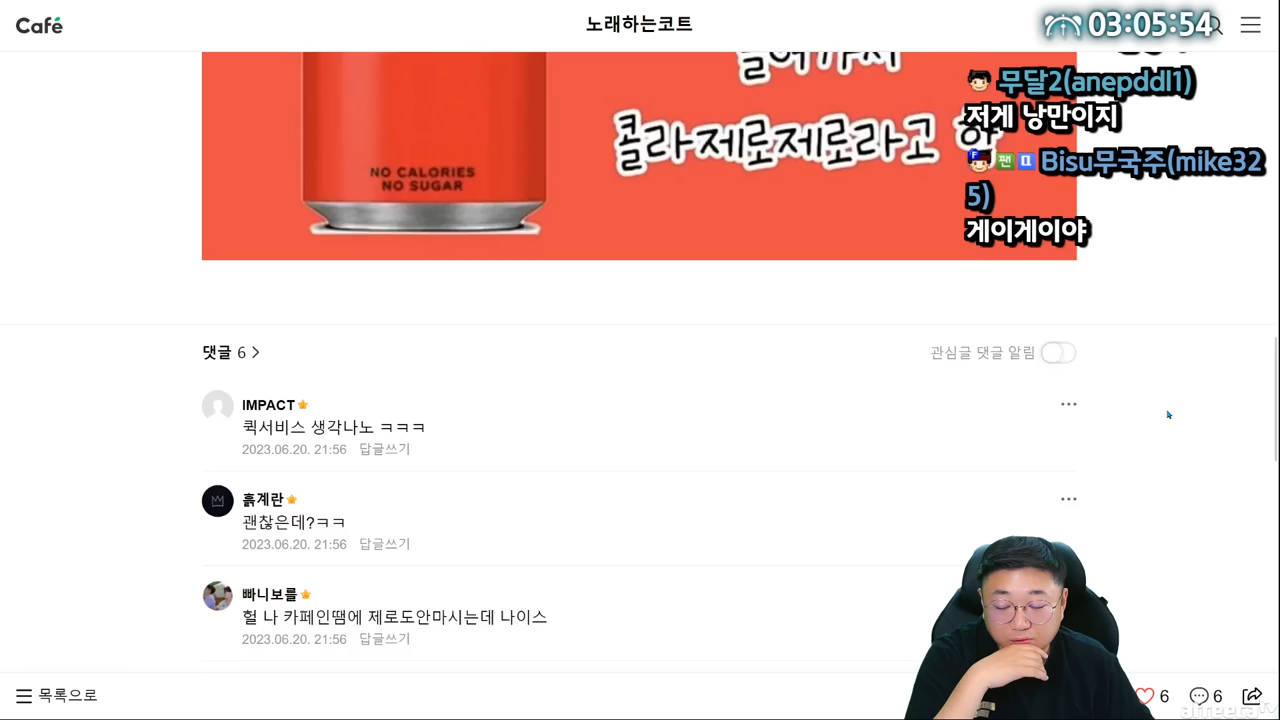 Café
노래하는코트
03:05:54
콜라제로제로라고 하
NO CALORIES
NO SUGAR
무달2(anepddl1)
저게 낭만이지
F 팬 Bisu무국주(mike32
5)
게이게이야
댓글 6
관심글 댓글 알림
IMPACT
퀵서비스 생각나노 ㅋㅋㅋ
2023.06.20. 21:56 답글쓰기
흙계란
괜찮은데?ㅋㅋ
2023.06.20. 21:56 답글쓰기
빠니보를
헐 나 카페인땜에 제로도안마시는데 나이스
2023.06.20. 21:56 답글쓰기
목록으로
6 6
afreecaTV